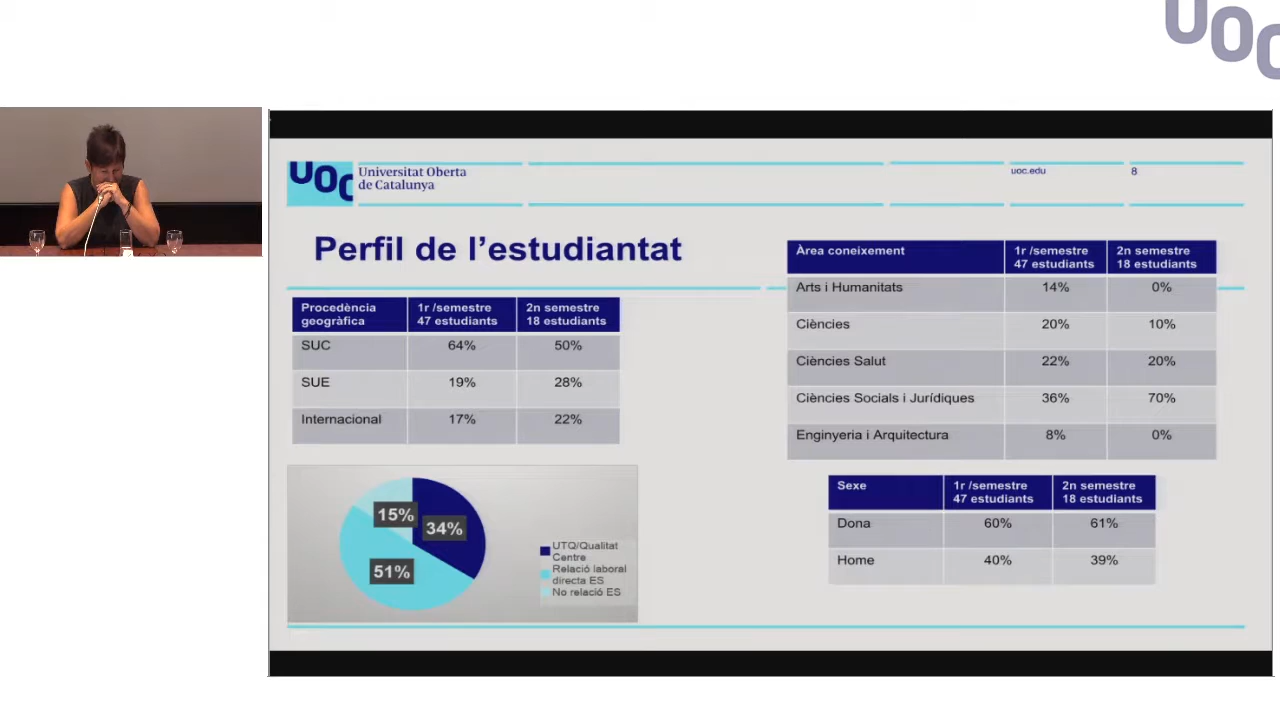 UOC
UOC
Universitat Oberta
de Catalunya
uoc.edu
8
Perfil de l’estudiantat
Procedència geogràfica | 1r /semestre 47 estudiants | 2n semestre 18 estudiants
SUC | 64% | 50%
SUE | 19% | 28%
Internacional | 17% | 22%
15%
34%
51%
UTQ/Qualitat
Centre
Relació laboral
directa ES
No relació ES
Àrea coneixement | 1r /semestre 47 estudiants | 2n semestre 18 estudiants
Arts i Humanitats | 14% | 0%
Ciències | 20% | 10%
Ciències Salut | 22% | 20%
Ciències Socials i Jurídiques | 36% | 70%
Enginyeria i Arquitectura | 8% | 0%
Sexe | 1r /semestre 47 estudiants | 2n semestre 18 estudiants
Dona | 60% | 61%
Home | 40% | 39%